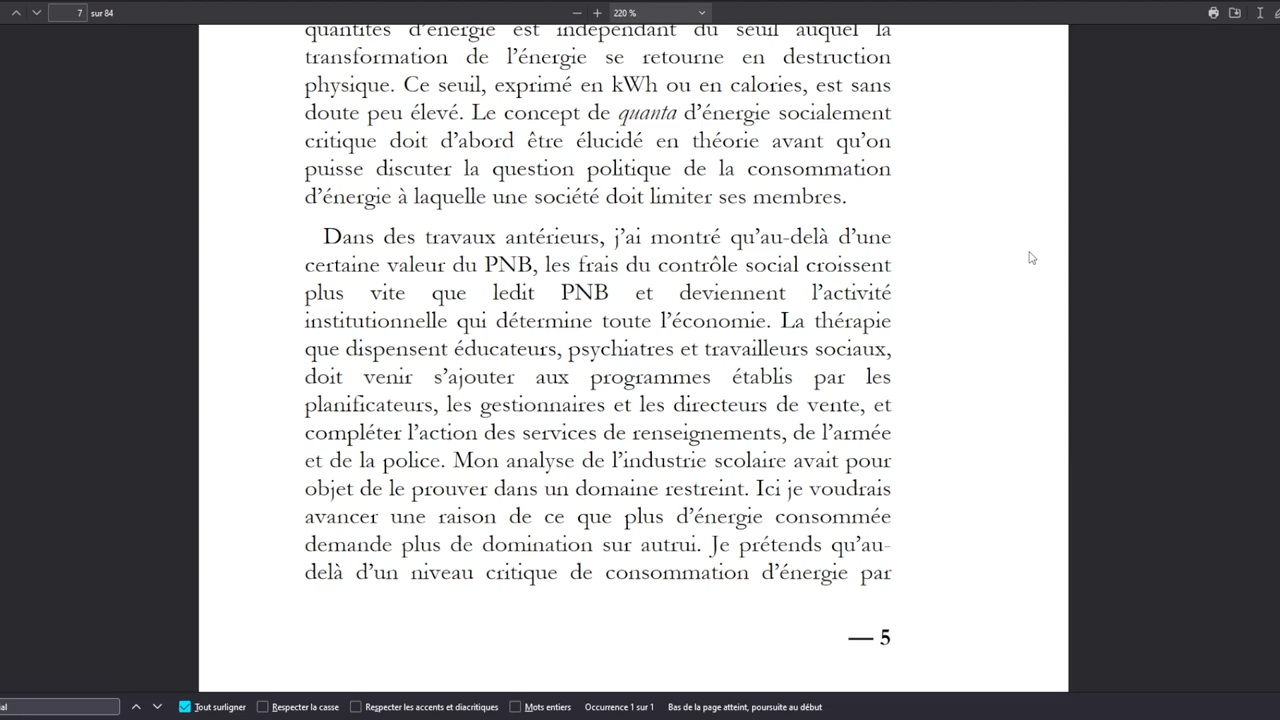 7 sur 84
220 %
quantités d'énergie est indépendant du seuil auquel la
transformation de l'énergie se retourne en destruction
physique. Ce seuil, exprimé en kWh ou en calories, est sans
doute peu élevé. Le concept de quanta d'énergie socialement
critique doit d'abord être élucidé en théorie avant qu'on
puisse discuter la question politique de la consommation
d'énergie à laquelle une société doit limiter ses membres.
Dans des travaux antérieurs, j'ai montré qu'au-delà d'une
certaine valeur du PNB, les frais du contrôle social croissent
plus vite que ledit PNB et deviennent l'activité
institutionnelle qui détermine toute l'économie. La thérapie
que dispensent éducateurs, psychiatres et travailleurs sociaux,
doit venir s'ajouter aux programmes établis par les
planificateurs, les gestionnaires et les directeurs de vente, et
compléter l'action des services de renseignements, de l'armée
et de la police. Mon analyse de l'industrie scolaire avait pour
objet de le prouver dans un domaine restreint. Ici je voudrais
avancer une raison de ce que plus d'énergie consommée
demande plus de domination sur autrui. Je prétends qu'au-
delà d'un niveau critique de consommation d'énergie par
— 5
ial
Tout surligner
Respecter la casse
Respecter les accents et diacritiques
Mots entiers
Occurrence 1 sur 1
Bas de la page atteint, poursuite au début